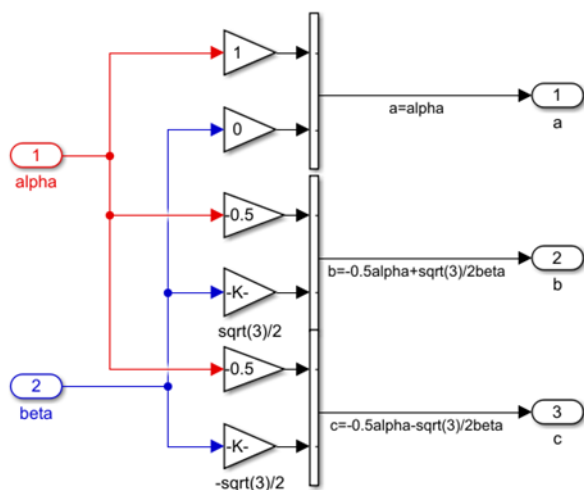 1
1
a=alpha
a
0
1
alpha
-0.5
2
b=-0.5alpha+sqrt(3)/2beta
b
-K-
sqrt(3)/2
-0.5
2
beta
3
c=-0.5alpha-sqrt(3)/2beta
c
-K-
-sqrt(3)/2